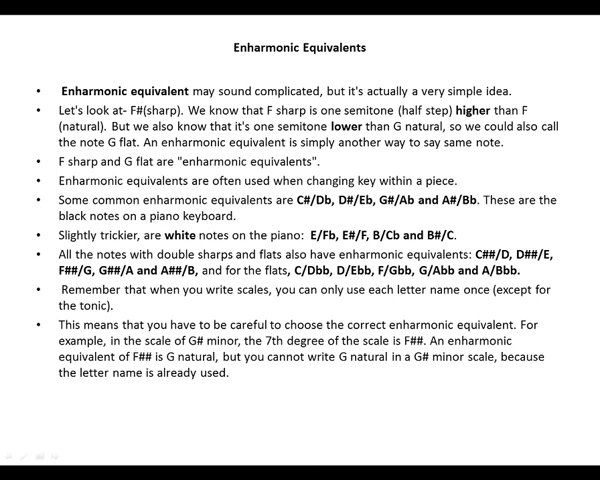 Enharmonic Equivalents
• Enharmonic equivalent may sound complicated, but it's actually a very simple idea.
• Let's look at- F#(sharp). We know that F sharp is one semitone (half step) higher than F
(natural). But we also know that it's one semitone lower than G natural, so we could also call
the note G flat. An enharmonic equivalent is simply another way to say same note.
• F sharp and G flat are "enharmonic equivalents".
• Enharmonic equivalents are often used when changing key within a piece.
• Some common enharmonic equivalents are C#/Db, D#/Eb, G#/Ab and A#/Bb. These are the
black notes on a piano keyboard.
• Slightly trickier, are white notes on the piano: E/Fb, E#/F, B/Cb and B#/C.
• All the notes with double sharps and flats also have enharmonic equivalents: C##/D, D##/E,
F##/G, G##/A and A##/B, and for the flats, C/Dbb, D/Ebb, F/Gbb, G/Abb and A/Bbb.
• Remember that when you write scales, you can only use each letter name once (except for
the tonic).
• This means that you have to be careful to choose the correct enharmonic equivalent. For
example, in the scale of G# minor, the 7th degree of the scale is F##. An enharmonic
equivalent of F## is G natural, but you cannot write G natural in a G# minor scale, because
the letter name is already used.